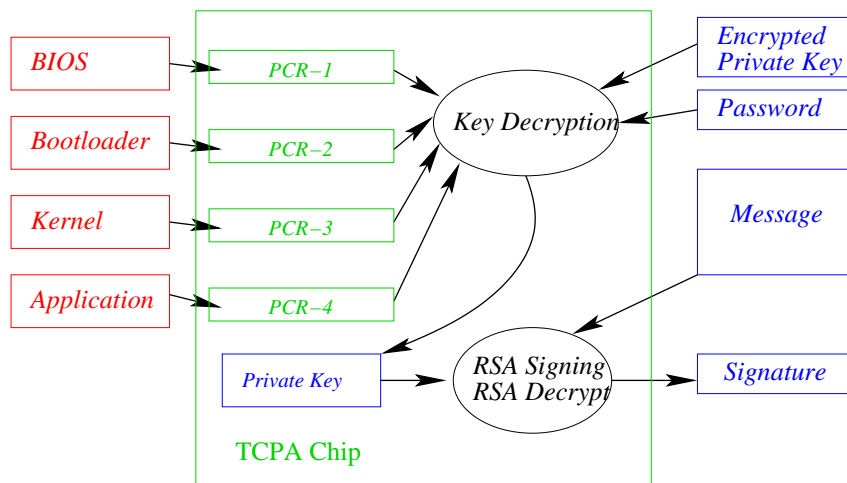 BIOS
PCR−1
Encrypted
Private Key
Key Decryption
Password
Bootloader
PCR−2
Kernel
PCR−3
Message
Application
PCR−4
Private Key
RSA Signing
RSA Decrypt
Signature
TCPA Chip